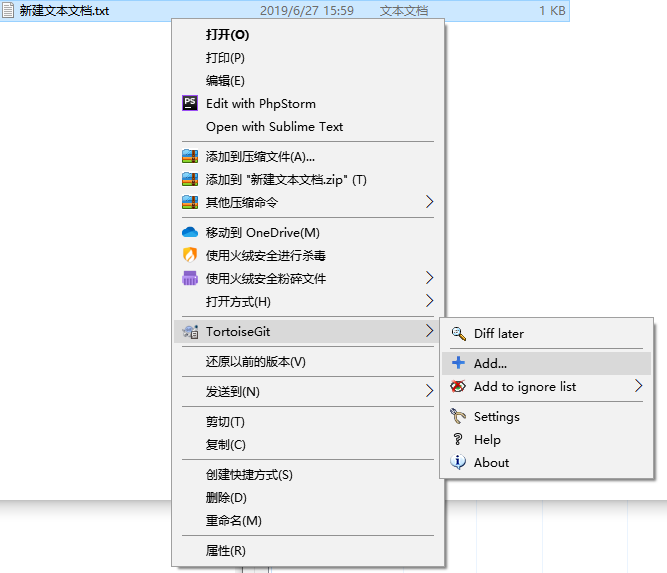 新建文本文档.txt 2019/6/27 15:59 文本文档 1 KB
打开(O)
打印(P)
编辑(E)
PS Edit with PhpStorm
Open with Sublime Text
添加到压缩文件(A)...
添加到 "新建文本文档.zip" (T)
其他压缩命令
移动到 OneDrive(M)
使用火绒安全进行杀毒
使用火绒安全粉碎文件
打开方式(H)
TortoiseGit
Diff later
Add...
Add to ignore list
Settings
Help
About
还原以前的版本(V)
发送到(N)
剪切(T)
复制(C)
创建快捷方式(S)
删除(D)
重命名(M)
属性(R)